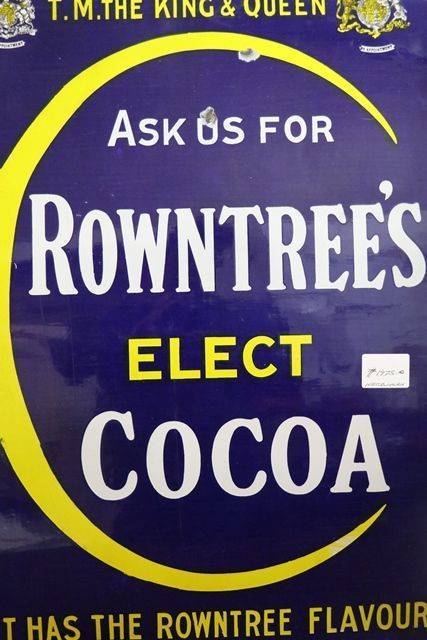 T.M. THE KING & QUEEN
ASK US FOR
ROWNTREE'S
ELECT
COCOA
T HAS THE ROWNTREE FLAVOUR